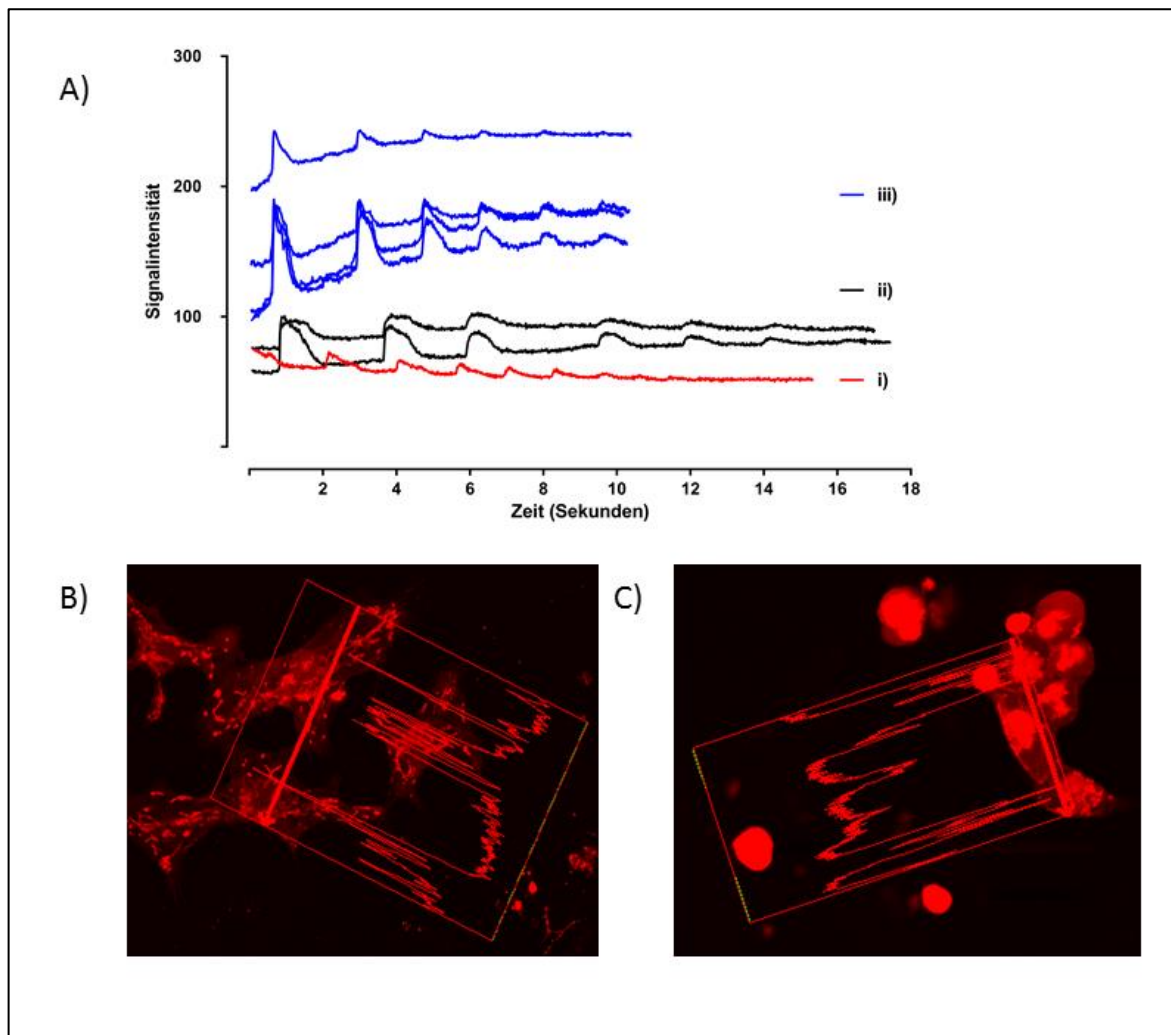 A)
300
200
100
Signalintensität
iii)
ii)
i)
2 4 6 8 10 12 14 16 18
Zeit (Sekunden)
B)
C)